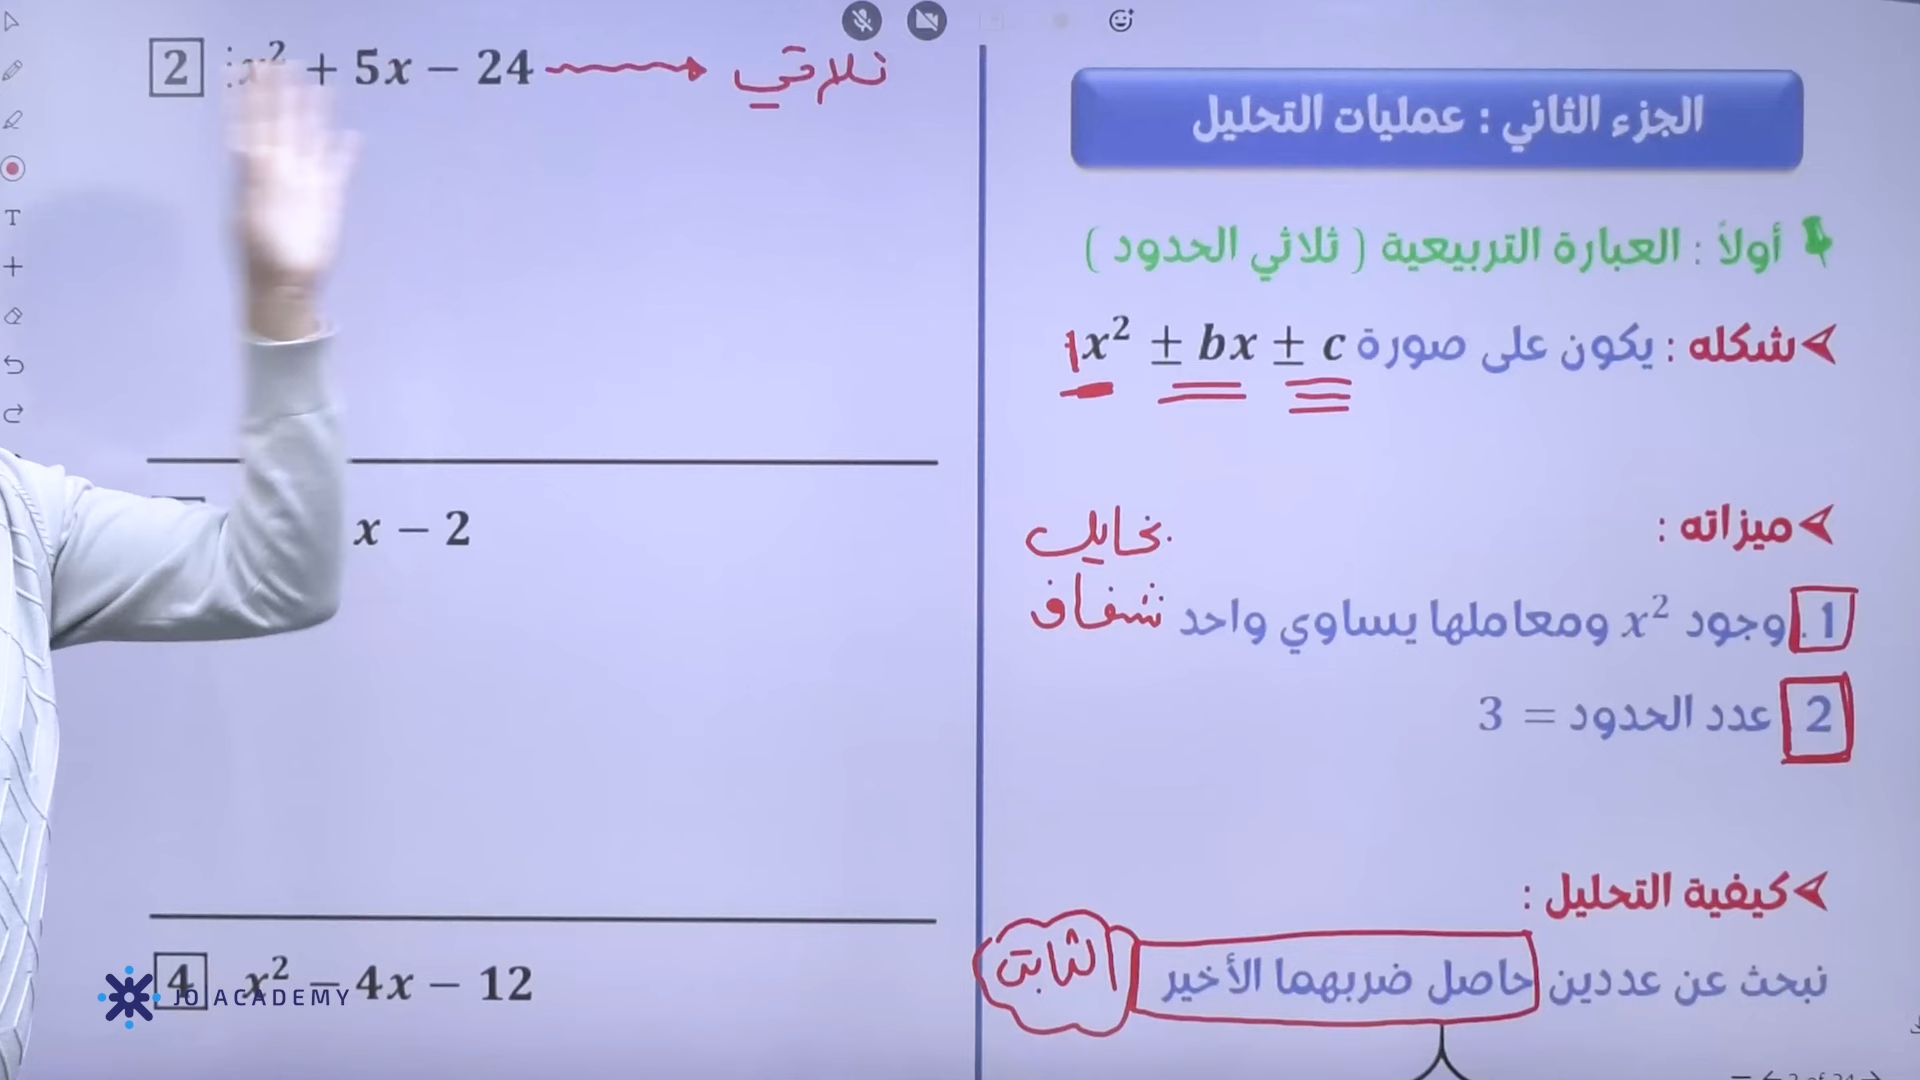 الجزء الثاني : عمليات التحليل
أولاً : العبارة التربيعية ( ثلاثي الحدود )
شكله : يكون على صورة 1x² ± bx ± c
ميزاته :
1. وجود x² ومعاملها يساوي واحد
شفاف
2 عدد الحدود = 3
كيفية التحليل :
نبحث عن عددين حاصل ضربهما الأخير الثابت
2 x² + 5x − 24
x − 2
4 x² − 4x − 12
JO ACADEMY